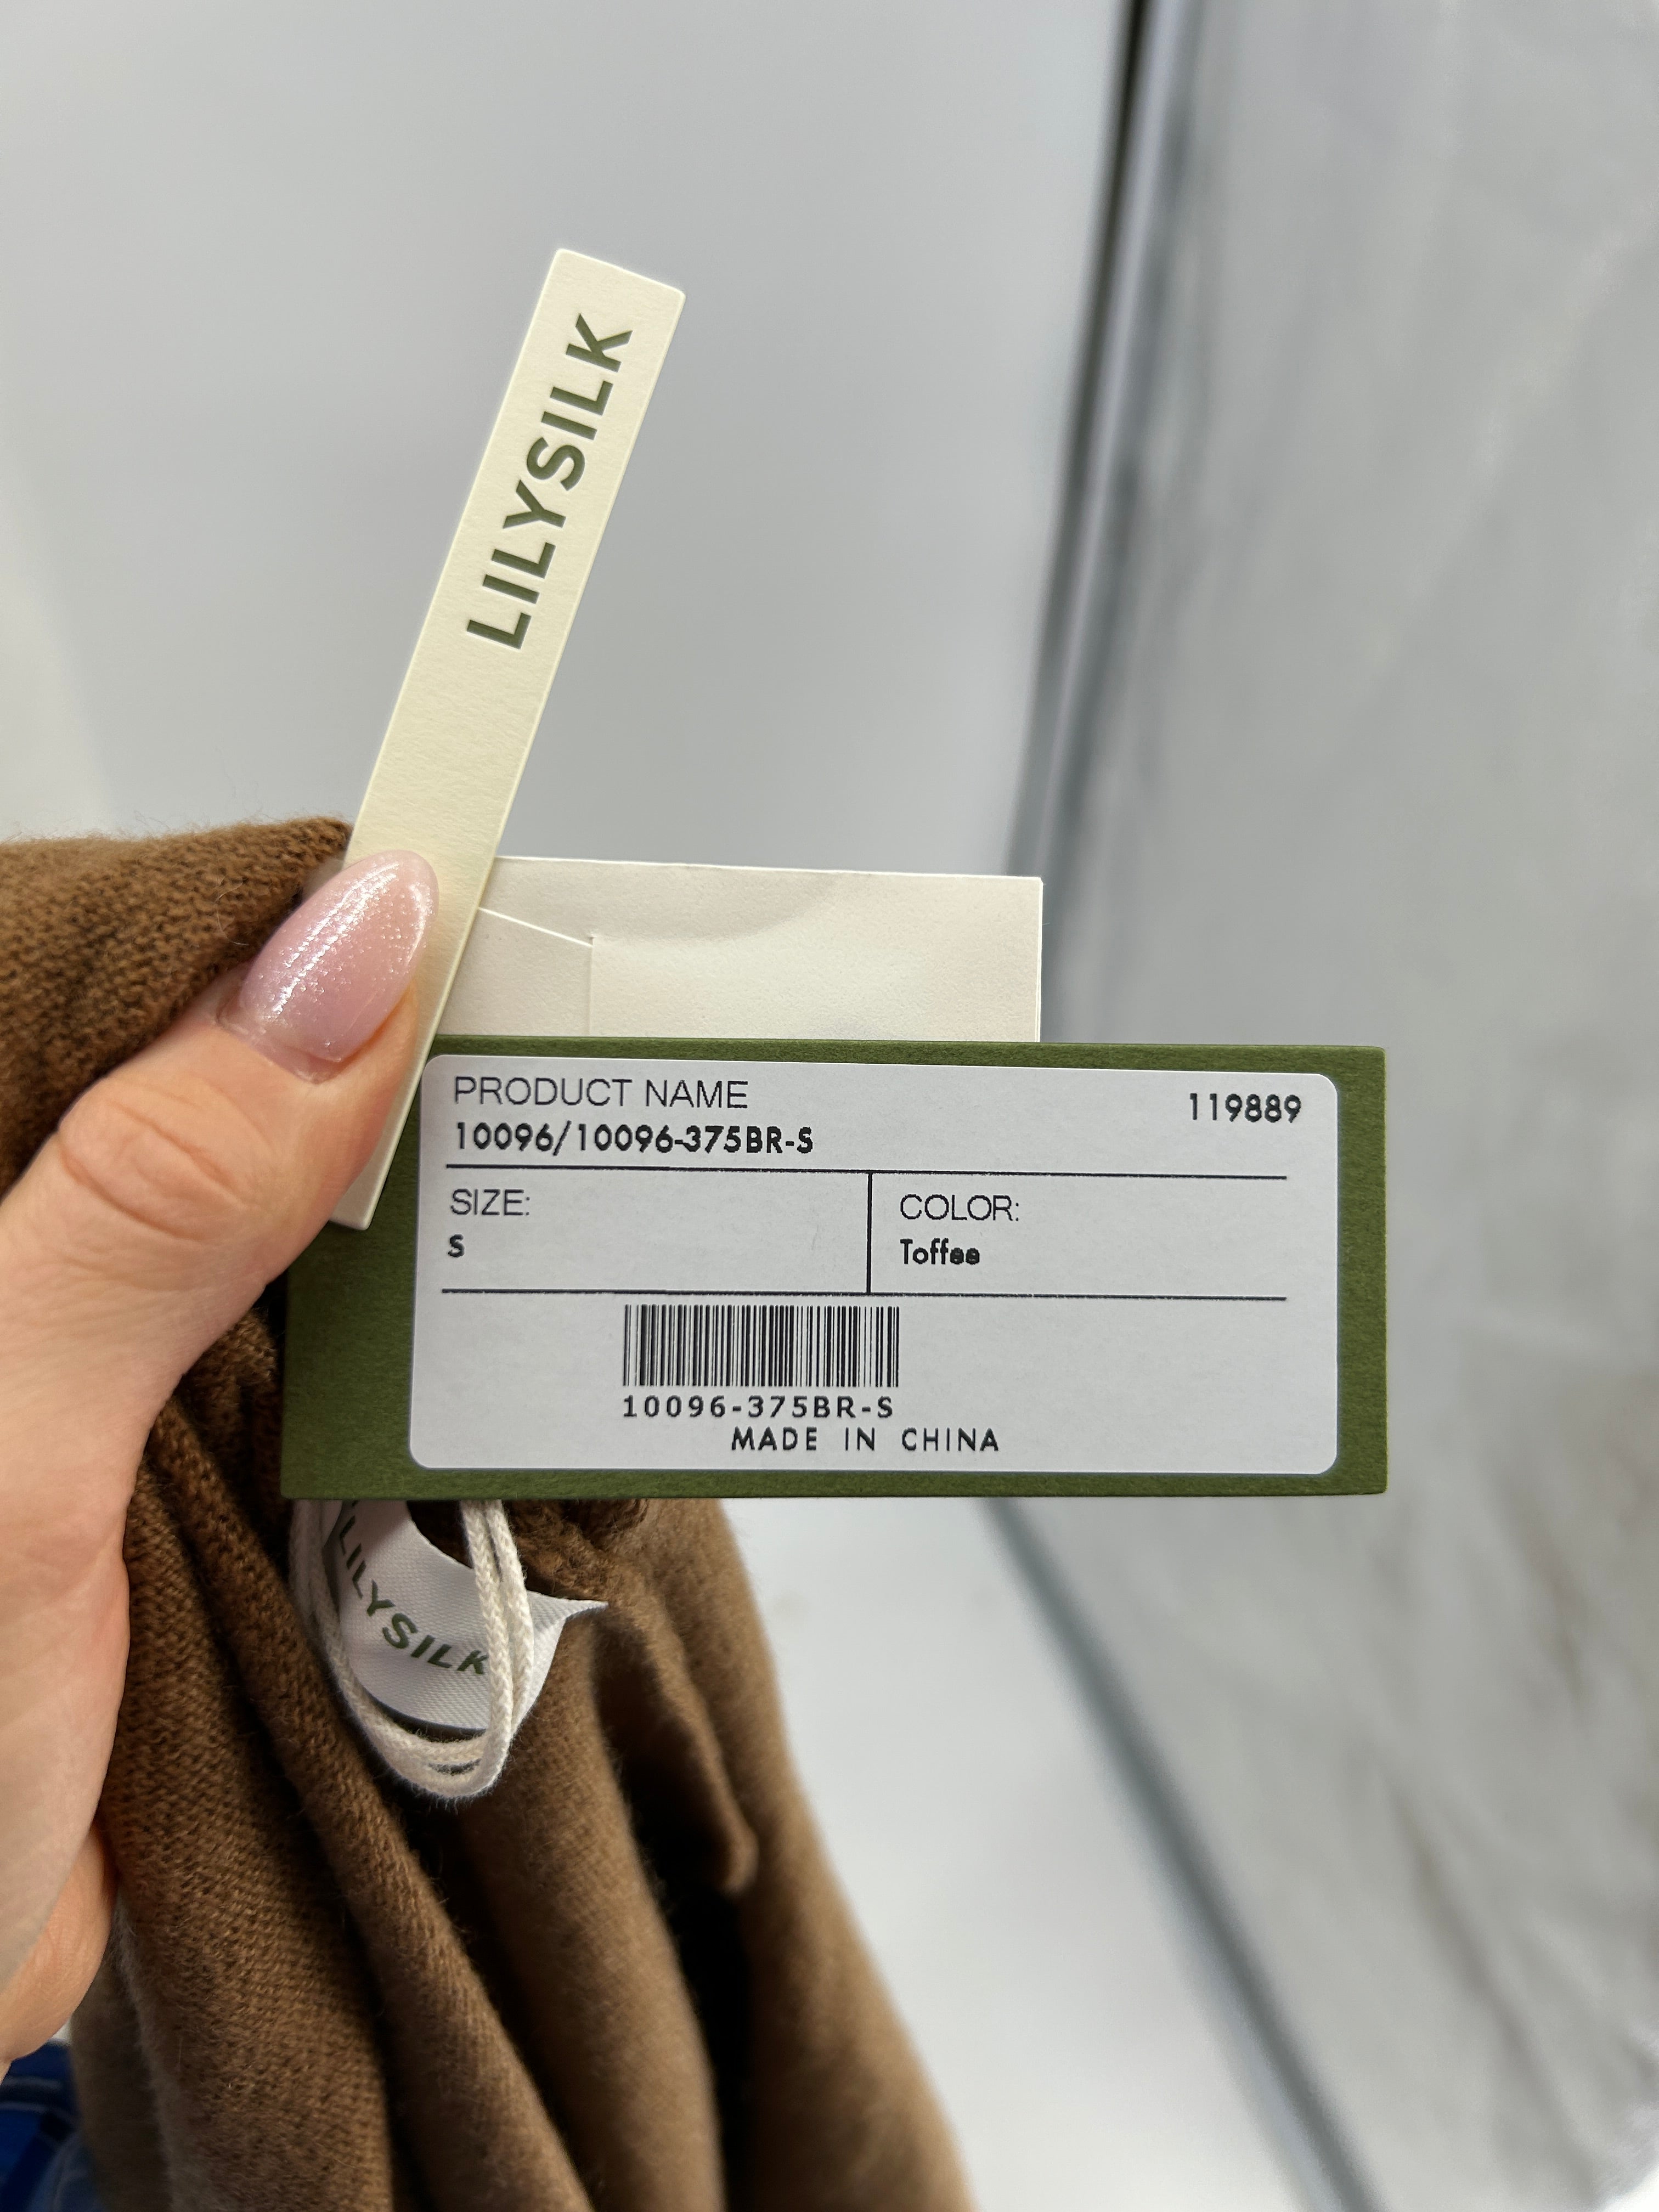 LILYSILK
PRODUCT NAME
119889
10096/10096-375BR-S
SIZE:
S
COLOR:
Toffee
10096-375BR-S
MADE IN CHINA
LILYSILK